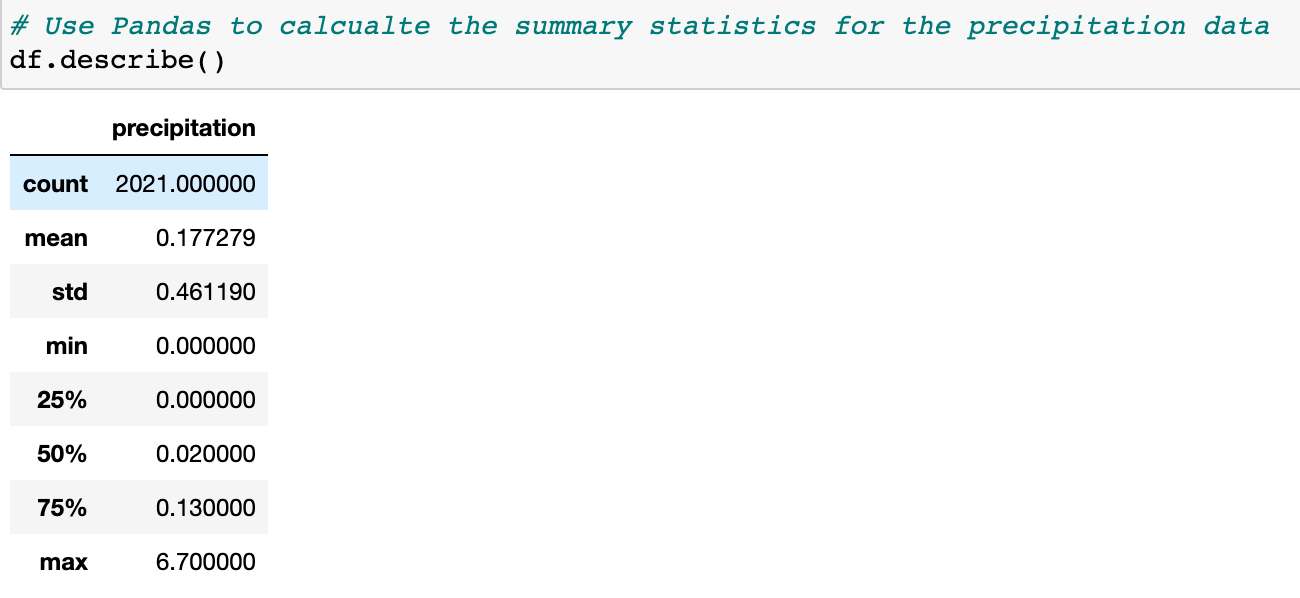 # Use Pandas to calcualte the summary statistics for the precipitation data
df.describe()
precipitation
count 2021.000000
mean 0.177279
std 0.461190
min 0.000000
25% 0.000000
50% 0.020000
75% 0.130000
max 6.700000